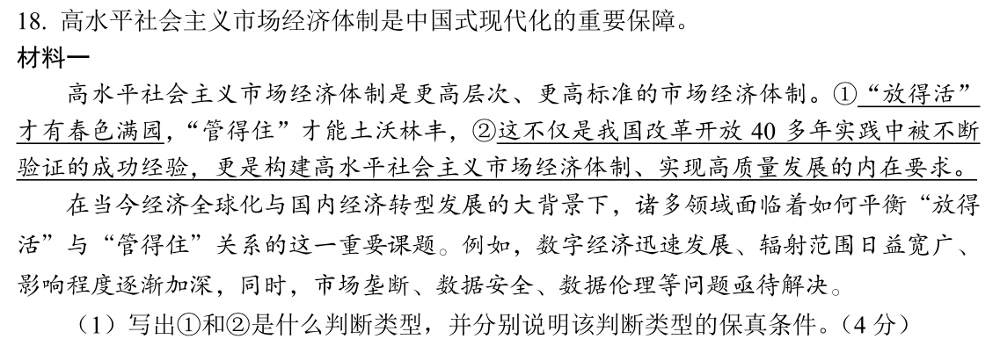 18. 高水平社会主义市场经济体制是中国式现代化的重要保障。
材料一
高水平社会主义市场经济体制是更高层次、更高标准的市场经济体制。①“放得活”
才有春色满园，“管得住”才能土沃林丰，②这不仅是我国改革开放 40 多年实践中被不断
验证的成功经验，更是构建高水平社会主义市场经济体制、实现高质量发展的内在要求。
在当今经济全球化与国内经济转型发展的大背景下，诸多领域面临着如何平衡“放得
活”与“管得住”关系的这一重要课题。例如，数字经济迅速发展、辐射范围日益宽广、
影响程度逐渐加深，同时，市场垄断、数据安全、数据伦理等问题亟待解决。
（1）写出①和②是什么判断类型，并分别说明该判断类型的保真条件。（4 分）